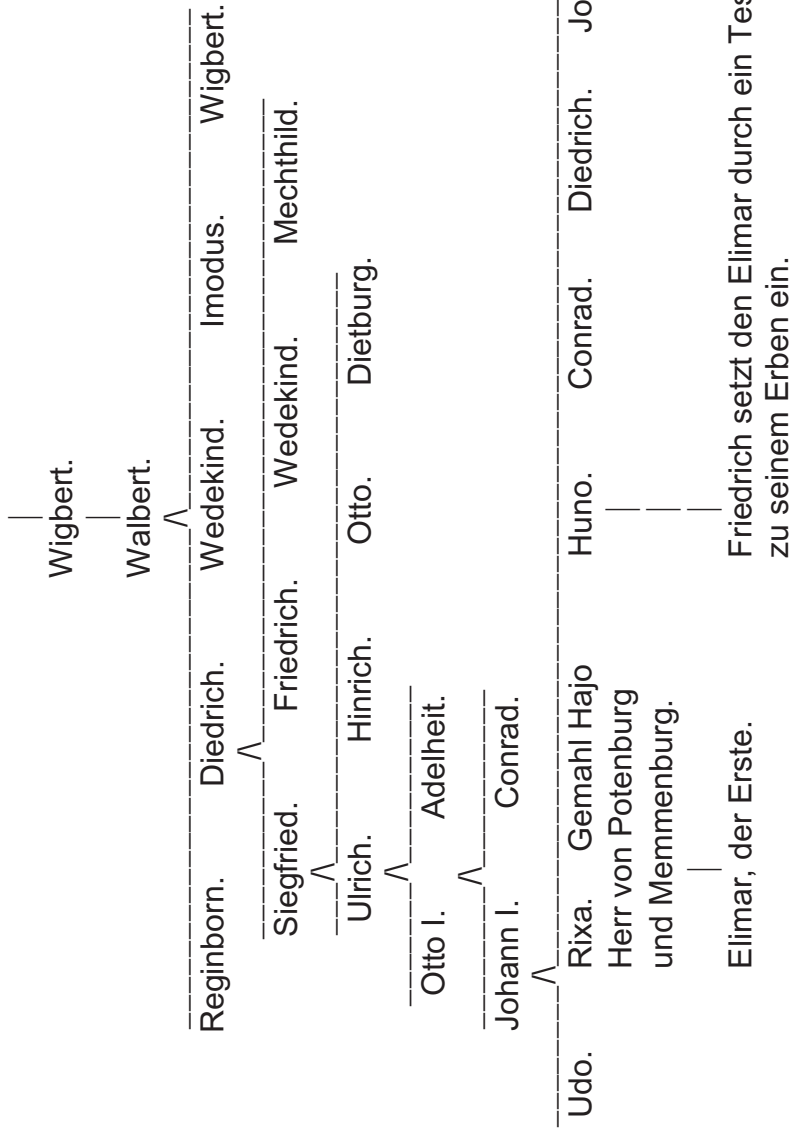 Wigbert.
Walbert.
Reginborn. Diedrich. Wedekind. Imodus. Wigbert.
Siegfried. Friedrich. Wedekind. Mechthild.
Ulrich. Hinrich. Otto. Dietburg.
Otto I. Adelheit.
Johann I. Conrad.
Udo. Rixa. Gemahl Hajo Huno. Conrad. Diedrich. Jo
Herr von Potenburg
und Memmenburg.
Elimar, der Erste. Friedrich setzt den Elimar durch ein Tes
zu seinem Erben ein.